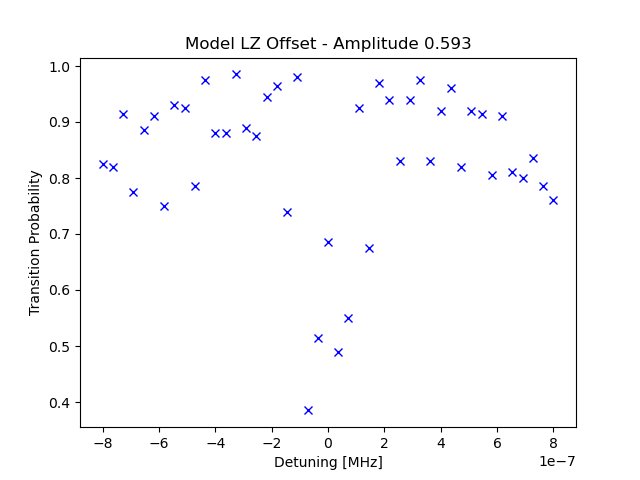 Model LZ Offset - Amplitude 0.593
1.0
0.9
0.8
0.7
0.6
0.5
0.4
Transition Probability
−8 −6 −4 −2 0 2 4 6 8
1e−7
Detuning [MHz]